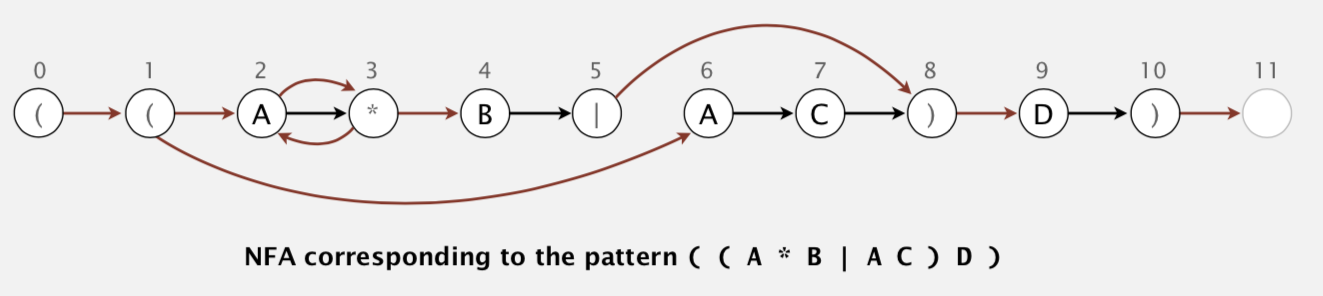 0 1 2 3 4 5 6 7 8 9 10 11
( ( A * B | A C ) D )
NFA corresponding to the pattern ( ( A * B | A C ) D )